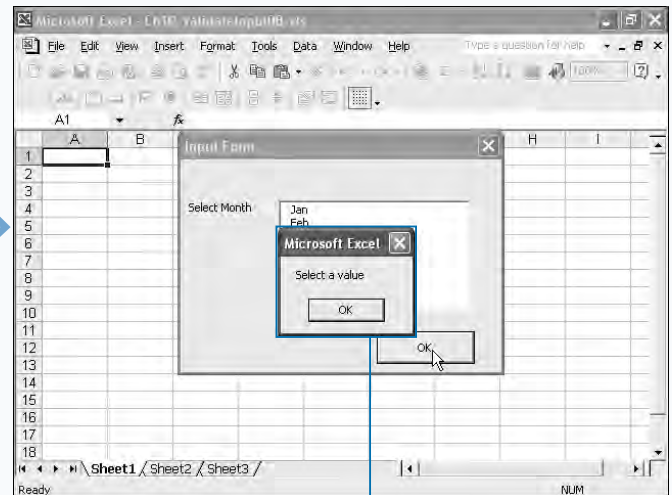 Microsoft Excel - Ch10_ValidateInputUB.xls
File Edit View Insert Format Tools Data Window Help Type a question for help
100%
A1 fx
A B H I
Input Form
1
2
3
4
5
6
7
8
9
10
11
12
13
14
15
16
17
18
Select Month
Jan
Feb
Microsoft Excel
Select a value
OK
OK
Sheet1 Sheet2 Sheet3
Ready NUM